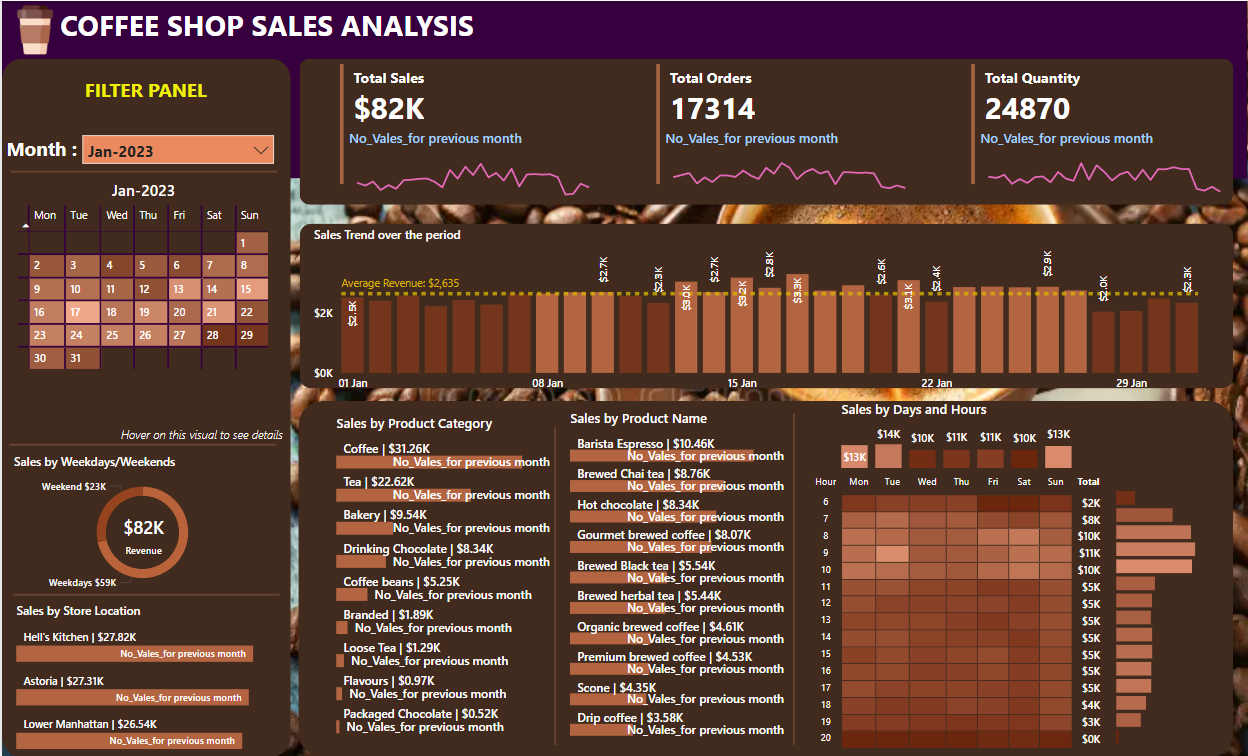 COFFEE SHOP SALES ANALYSIS
FILTER PANEL
Month :
Jan-2023
Jan-2023
Mon Tue Wed Thu Fri Sat Sun
1
2 3 4 5 6 7 8
9 10 11 12 13 14 15
16 17 18 19 20 21 22
23 24 25 26 27 28 29
30 31
Hover on this visual to see details
Sales by Weekdays/Weekends
Weekend $23K
$82K
Revenue
Weekdays $59K
Sales by Store Location
Hell's Kitchen | $27.82K
No_Vales_for previous month
Astoria | $27.31K
No_Vales_for previous month
Lower Manhattan | $26.54K
No_Vales_for previous month
Total Sales
$82K
No_Vales_for previous month
Total Orders
17314
No_Vales_for previous month
Total Quantity
24870
No_Vales_for previous month
Sales Trend over the period
Average Revenue: $2,635
$2K
$0K
$2.5K
$2.7K
$2.3K
$3.0K
$2.7K
$3.2K
$2.8K
$3.3K
$2.6K
$3.1K
$2.4K
$2.9K
$2.0K
$2.3K
01 Jan 08 Jan 15 Jan 22 Jan 29 Jan
Sales by Product Category
Coffee | $31.26K
No_Vales_for previous month
Tea | $22.62K
No_Vales_for previous month
Bakery | $9.54K
No_Vales_for previous month
Drinking Chocolate | $8.34K
No_Vales_for previous month
Coffee beans | $5.25K
No_Vales_for previous month
Branded | $1.89K
No_Vales_for previous month
Loose Tea | $1.29K
No_Vales_for previous month
Flavours | $0.97K
No_Vales_for previous month
Packaged Chocolate | $0.52K
No_Vales_for previous month
Sales by Product Name
Barista Espresso | $10.46K
No_Vales_for previous month
Brewed Chai tea | $8.76K
No_Vales_for previous month
Hot chocolate | $8.34K
No_Vales_for previous month
Gourmet brewed coffee | $8.07K
No_Vales_for previous month
Brewed Black tea | $5.54K
No_Vales_for previous month
Brewed herbal tea | $5.44K
No_Vales_for previous month
Organic brewed coffee | $4.61K
No_Vales_for previous month
Premium brewed coffee | $4.53K
No_Vales_for previous month
Scone | $4.35K
No_Vales_for previous month
Drip coffee | $3.58K
No_Vales_for previous month
Sales by Days and Hours
$13K $14K $10K $11K $11K $10K $13K
Hour Mon Tue Wed Thu Fri Sat Sun Total
6 $2K
7 $8K
8 $10K
9 $11K
10 $10K
11 $5K
12 $5K
13 $5K
14 $5K
15 $5K
16 $5K
17 $5K
18 $4K
19 $3K
20 $0K